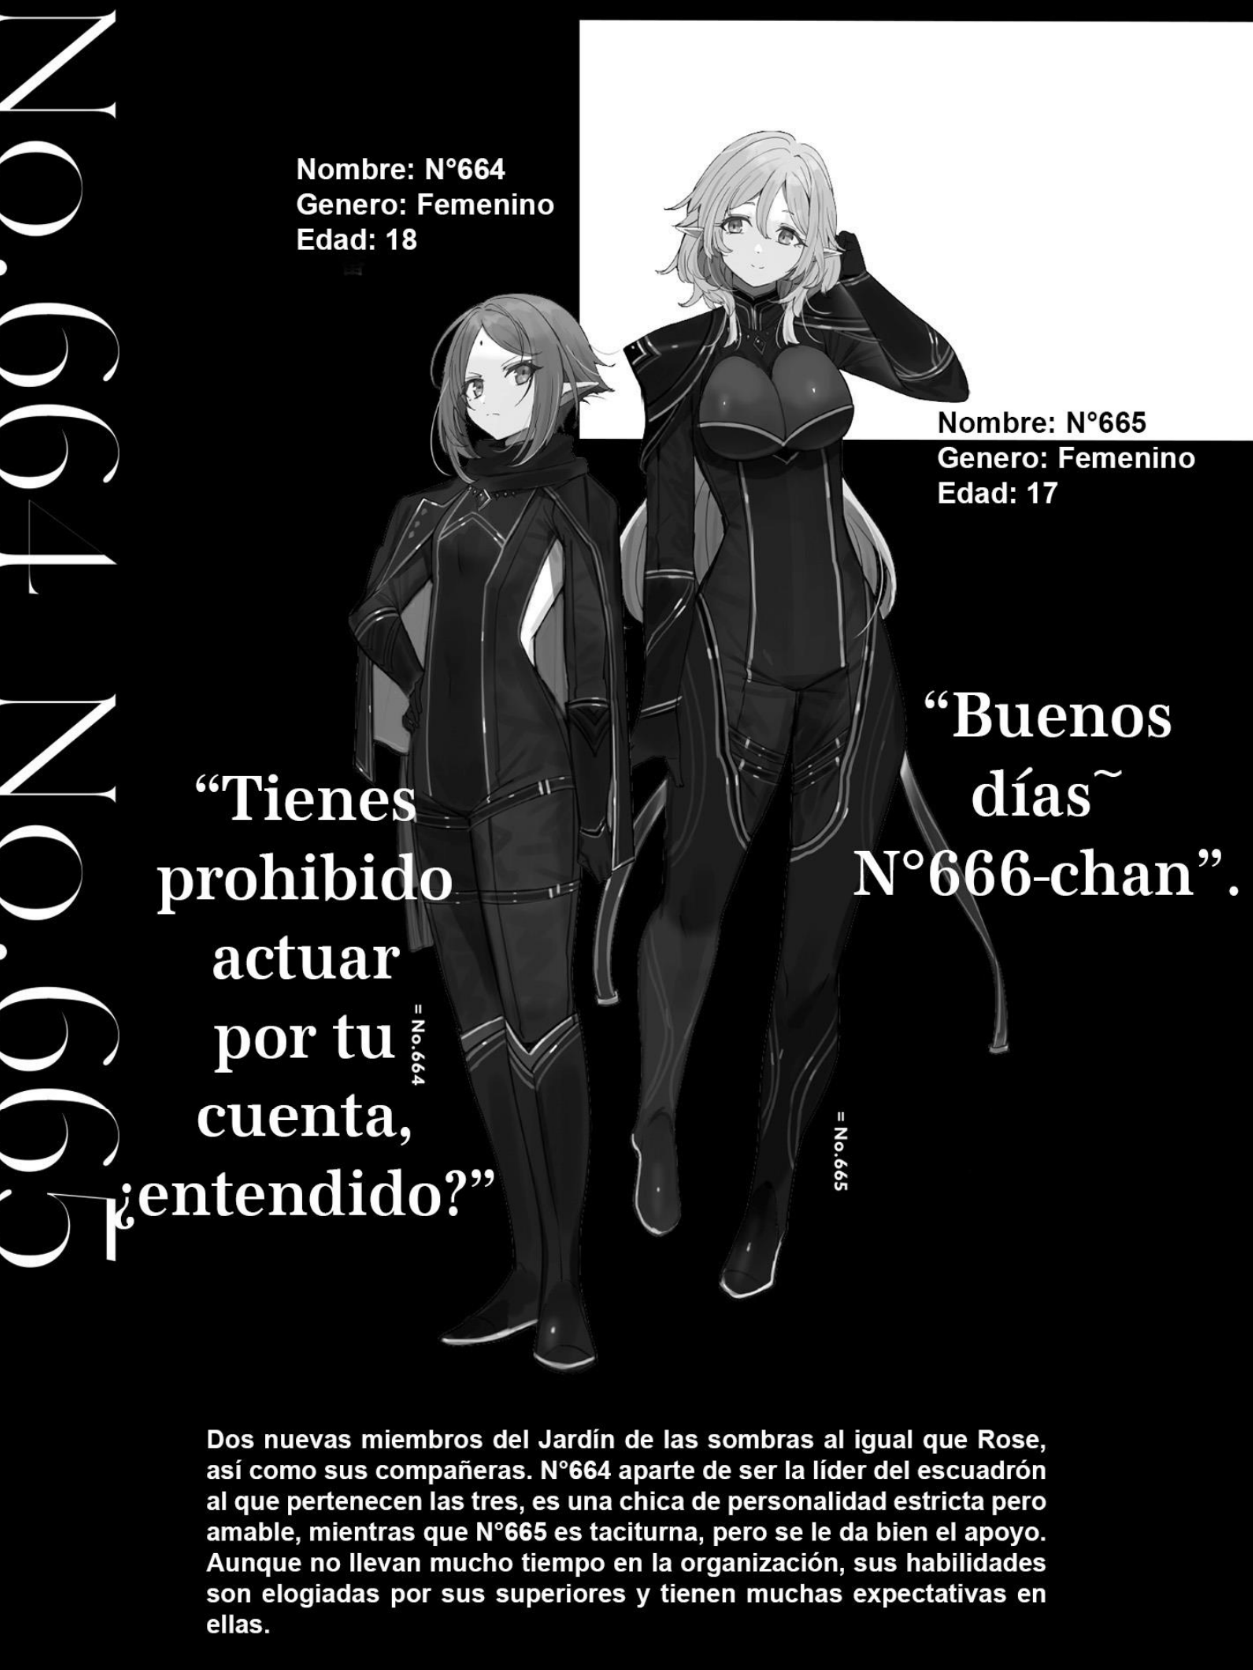 No.664 No.665
Nombre: N°664
Genero: Femenino
Edad: 18
Nombre: N°665
Genero: Femenino
Edad: 17
“Buenos
días~
N°666-chan”.
“Tienes
prohibido
actuar
por tu
cuenta,
¿entendido?”
= No.664
= No.665
Dos nuevas miembros del Jardín de las sombras al igual que Rose,
así como sus compañeras. N°664 aparte de ser la líder del escuadrón
al que pertenecen las tres, es una chica de personalidad estricta pero
amable, mientras que N°665 es taciturna, pero se le da bien el apoyo.
Aunque no llevan mucho tiempo en la organización, sus habilidades
son elogiadas por sus superiores y tienen muchas expectativas en
ellas.